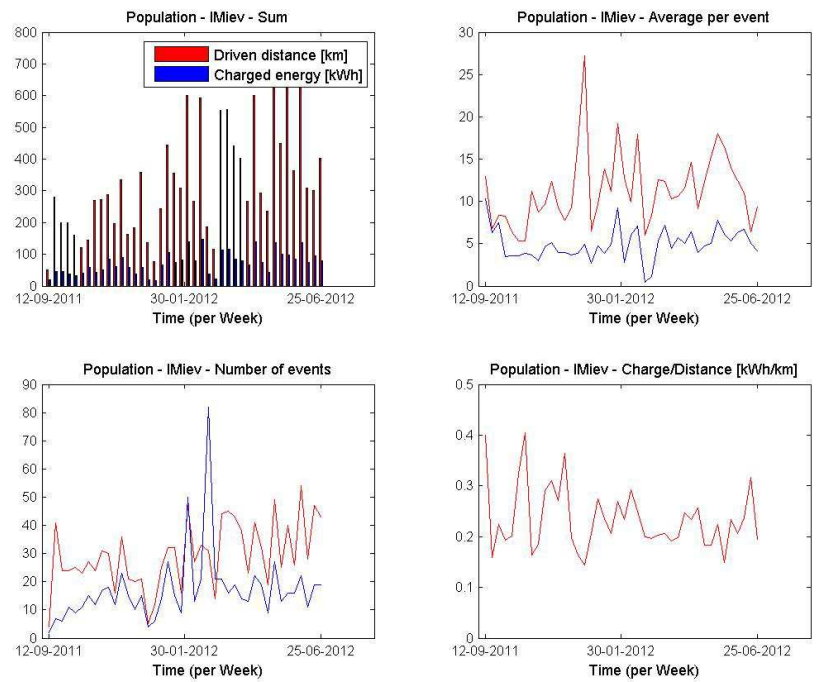 Population - IMiev - Sum
Driven distance [km]
Charged energy [kWh]
800
700
600
500
400
300
200
100
0
12-09-2011 30-01-2012 25-06-2012
Time (per Week)
Population - IMiev - Average per event
30
25
20
15
10
5
0
12-09-2011 30-01-2012 25-06-2012
Time (per Week)
Population - IMiev - Number of events
90
80
70
60
50
40
30
20
10
0
12-09-2011 30-01-2012 25-06-2012
Time (per Week)
Population - IMiev - Charge/Distance [kWh/km]
0.5
0.4
0.3
0.2
0.1
0
12-09-2011 30-01-2012 25-06-2012
Time (per Week)